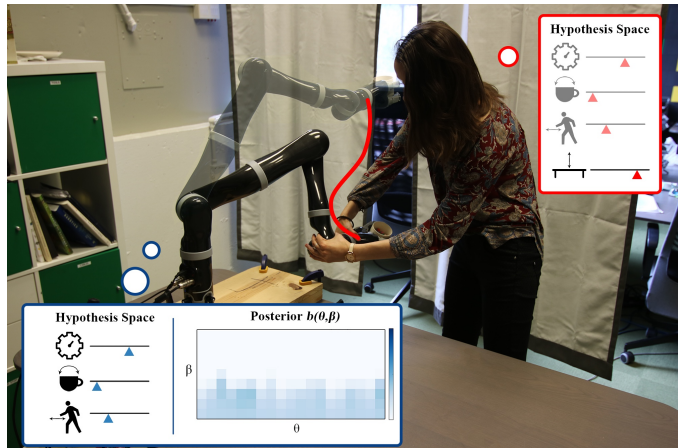 Hypothesis Space
Hypothesis Space
Posterior b(θ,β)
β
θ